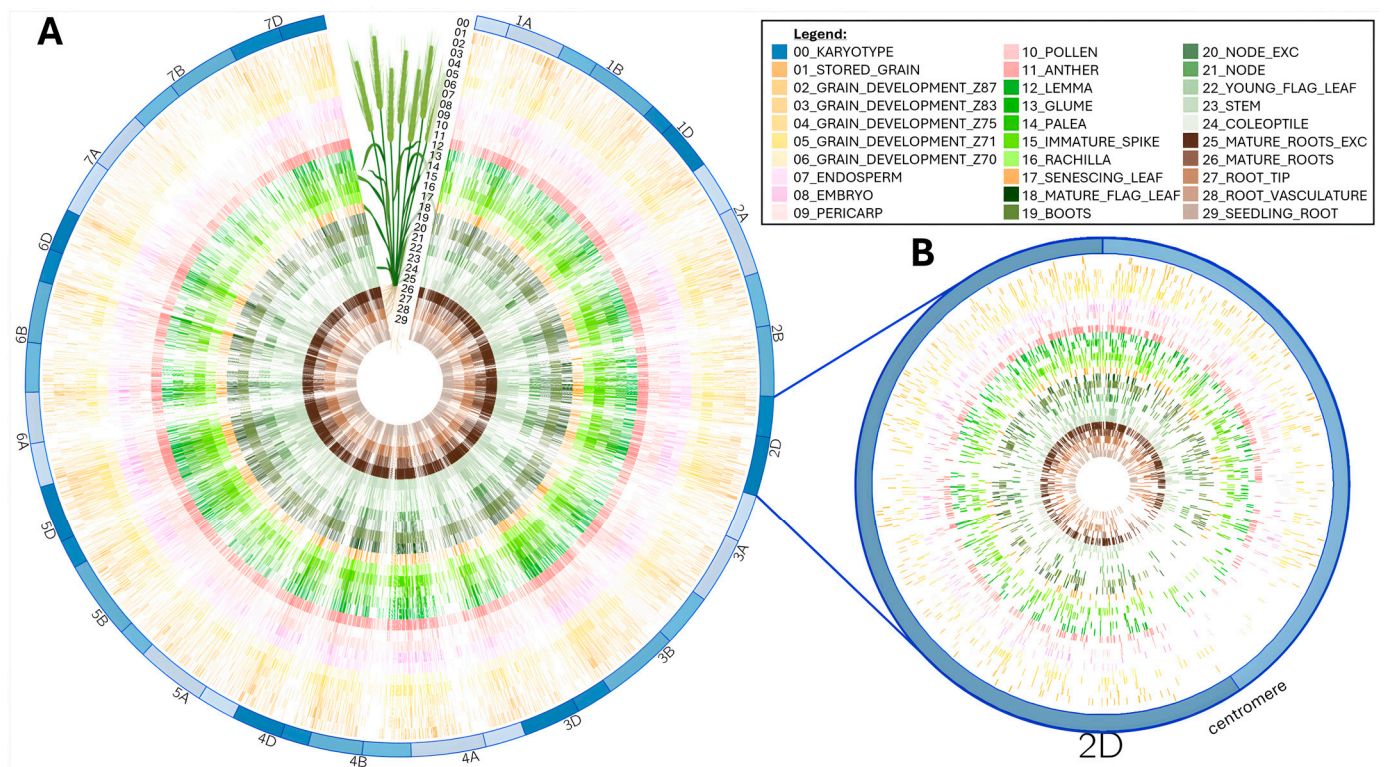 A
7D
00
01
02
03
04
05
06
07
08
09
10
11
12
13
14
15
16
17
18
19
20
21
22
23
24
25
26
27
28
29
1A
1B
1D
2A
2B
2D
3A
3B
3D
4A
4B
4D
5A
5B
5D
6A
6B
6D
7A
7B
Legend:
00_KARYOTYPE
01_STORED_GRAIN
02_GRAIN_DEVELOPMENT_Z87
03_GRAIN_DEVELOPMENT_Z83
04_GRAIN_DEVELOPMENT_Z75
05_GRAIN_DEVELOPMENT_Z71
06_GRAIN_DEVELOPMENT_Z70
07_ENDOSPERM
08_EMBRYO
09_PERICARP
10_POLLEN
11_ANTHER
12_LEMMA
13_GLUME
14_PALEA
15_IMMATURE_SPIKE
16_RACHILLA
17_SENESCING_LEAF
18_MATURE_FLAG_LEAF
19_BOOTS
20_NODE_EXC
21_NODE
22_YOUNG_FLAG_LEAF
23_STEM
24_COLEOPTILE
25_MATURE_ROOTS_EXC
26_MATURE_ROOTS
27_ROOT_TIP
28_ROOT_VASCULATURE
29_SEEDLING_ROOT
B
centromere
2D